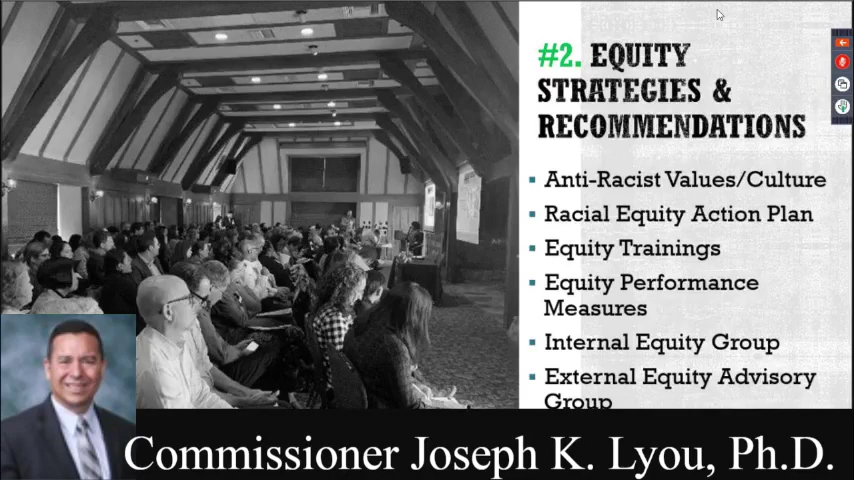 #2. EQUITY
STRATEGIES &
RECOMMENDATIONS
Anti-Racist Values/Culture
Racial Equity Action Plan
Equity Trainings
Equity Performance
Measures
Internal Equity Group
External Equity Advisory
Group
Commissioner Joseph K. Lyou, Ph.D.